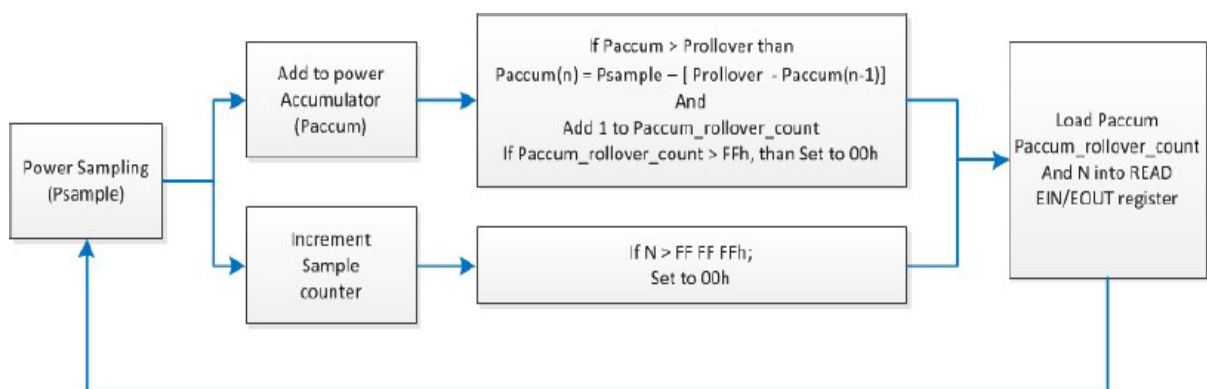 Power Sampling
(Psample)
Add to power
Accumulator
(Paccum)
If Paccum > Prollover than
Paccum(n) = Psample – [ Prollover - Paccum(n-1)]
And
Add 1 to Paccum_rollover_count
If Paccum_rollover_count > FFh, than Set to 00h
Increment
Sample
counter
If N > FF FF FFh;
Set to 00h
Load Paccum
Paccum_rollover_count
And N into READ
EIN/EOUT register